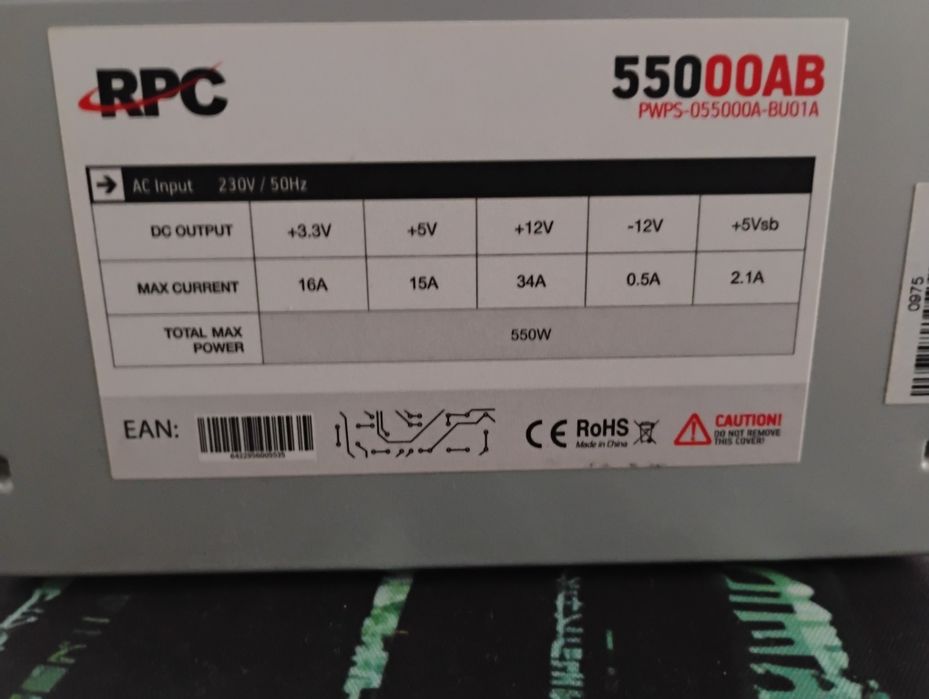 RPC
55000AB
PWPS-055000A-BU01A
AC Input 230V / 50Hz
DC OUTPUT +3.3V +5V +12V -12V +5Vsb
MAX CURRENT 16A 15A 34A 0.5A 2.1A
TOTAL MAX POWER 550W
EAN:
CE RoHS
Made in China
CAUTION!
DO NOT REMOVE
THIS COVER!
0975